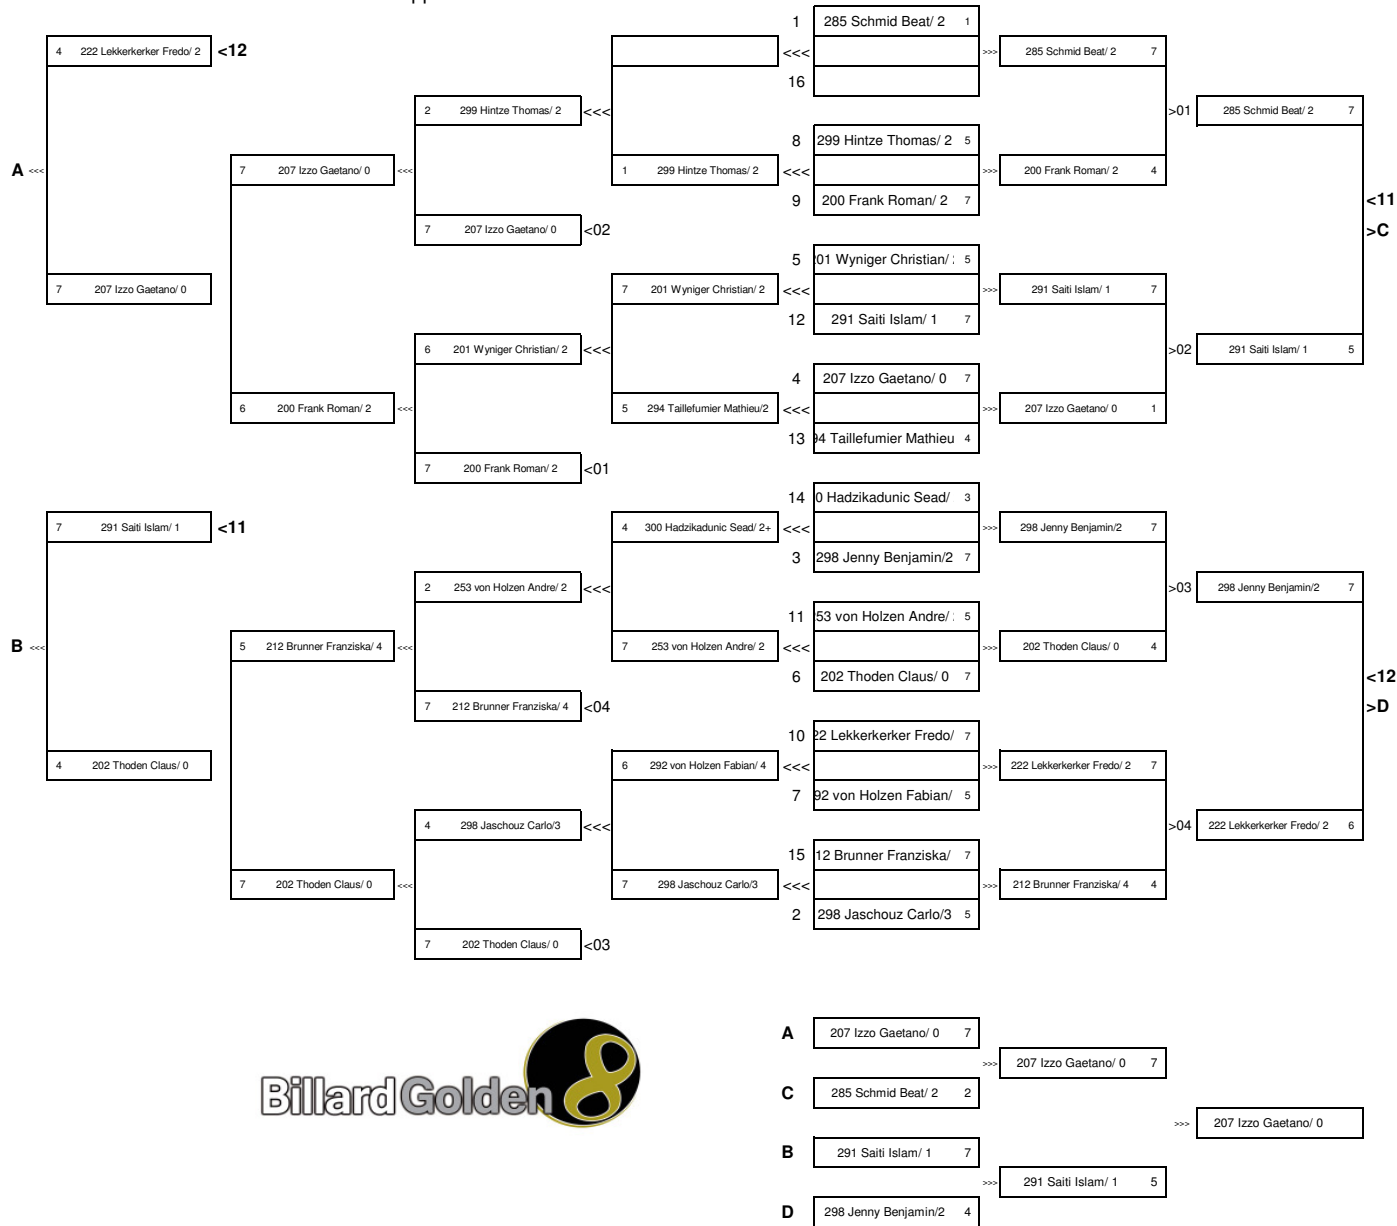 1 285 Schmid Beat/ 2 1
4 222 Lekkerkerker Fredo/ 2 <12 <<< >>> 285 Schmid Beat/ 2 7
16
2 299 Hintze Thomas/ 2 <<< >01 285 Schmid Beat/ 2 7
8 299 Hintze Thomas/ 2 5
A <<< 7 207 Izzo Gaetano/ 0 <<< 1 299 Hintze Thomas/ 2 <<< >>> 200 Frank Roman/ 2 4
9 200 Frank Roman/ 2 7 <11
7 207 Izzo Gaetano/ 0 <02 >C
5 01 Wyniger Christian/ 5
7 207 Izzo Gaetano/ 0 7 201 Wyniger Christian/ 2 <<< >>> 291 Saiti Islam/ 1 7
12 291 Saiti Islam/ 1 7
6 201 Wyniger Christian/ 2 <<< >02 291 Saiti Islam/ 1 5
4 207 Izzo Gaetano/ 0 7
6 200 Frank Roman/ 2 <<< 5 294 Taillefumier Mathieu/2 <<< >>> 207 Izzo Gaetano/ 0 1
13 94 Taillefumier Mathieu 4
7 200 Frank Roman/ 2 <01
14 0 Hadzikadunic Sead/ 3
7 291 Saiti Islam/ 1 <11 4 300 Hadzikadunic Sead/ 2+ <<< >>> 298 Jenny Benjamin/2 7
3 298 Jenny Benjamin/2 7
2 253 von Holzen Andre/ 2 <<< >03 298 Jenny Benjamin/2 7
11 53 von Holzen Andre/ 5
B <<< 5 212 Brunner Franziska/ 4 <<< 7 253 von Holzen Andre/ 2 <<< >>> 202 Thoden Claus/ 0 4
6 202 Thoden Claus/ 0 7 <12
7 212 Brunner Franziska/ 4 <04 >D
10 22 Lekkerkerker Fredo/ 7
4 202 Thoden Claus/ 0 6 292 von Holzen Fabian/ 4 <<< >>> 222 Lekkerkerker Fredo/ 2 7
7 92 von Holzen Fabian/ 5
4 298 Jaschouz Carlo/3 <<< >04 222 Lekkerkerker Fredo/ 2 6
15 12 Brunner Franziska/ 7
7 202 Thoden Claus/ 0 <<< 7 298 Jaschouz Carlo/3 <<< >>> 212 Brunner Franziska/ 4 4
2 298 Jaschouz Carlo/3 5
7 202 Thoden Claus/ 0 <03
A 207 Izzo Gaetano/ 0 7
>>> 207 Izzo Gaetano/ 0 7
Billard Golden 8
C 285 Schmid Beat/ 2 2
>>> 207 Izzo Gaetano/ 0
B 291 Saiti Islam/ 1 7
>>> 291 Saiti Islam/ 1 5
D 298 Jenny Benjamin/2 4